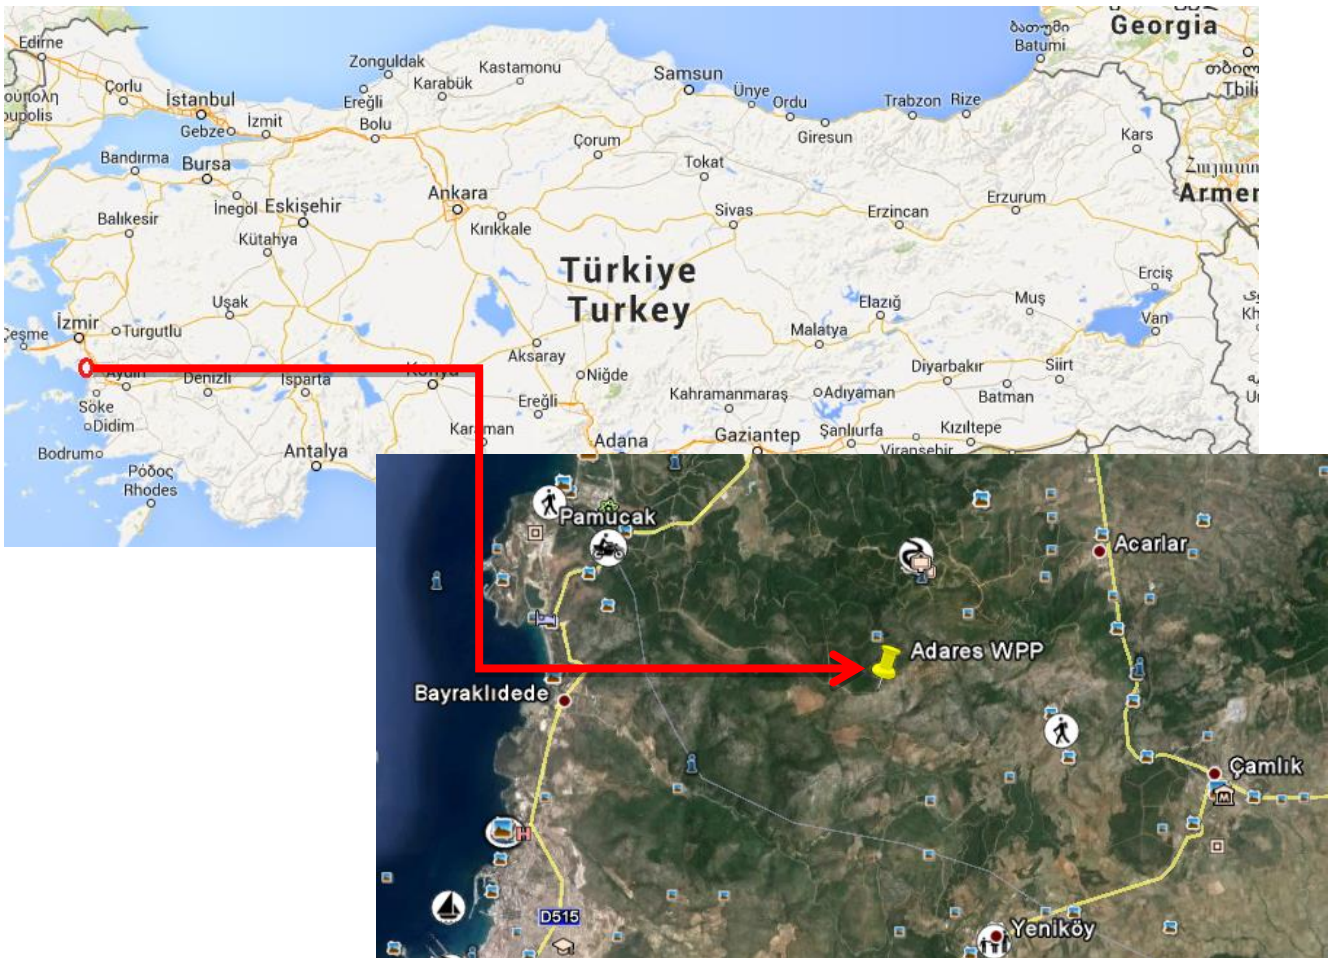 Georgia
ბათუმი
Batumi
Edirne
Zonguldak
Kastamonu
Karabük
Samsun
Çorlu
İstanbul
Ereğli
Ünye
Ordu
Trabzon
Rize
Gebze
İzmit
Bolu
Giresun
Kars
Çorum
Bandırma
Bursa
Tokat
Ankara
İnegöl
Eskişehir
Erzurum
Balıkesir
Sivas
Erzincan
Kırıkkale
Kütahya
Türkiye
Turkey
Erciş
Uşak
Elazığ
Muş
Van
İzmir
Turgutlu
Malatya
Çeşme
Aksaray
Diyarbakır
Siirt
Aydın
Denizli
Isparta
Konya
Niğde
Kahramanmaraş
Adıyaman
Batman
Söke
Ereğli
Didim
Karaman
Adana
Gaziantep
Şanlıurfa
Kızıltepe
Viranşehir
Bodrum
Antalya
Ρόδος
Rhodes
Pamucak
Acarlar
Adares WPP
Bayraklıdede
Çamlık
M
H
D515
Yeniköy